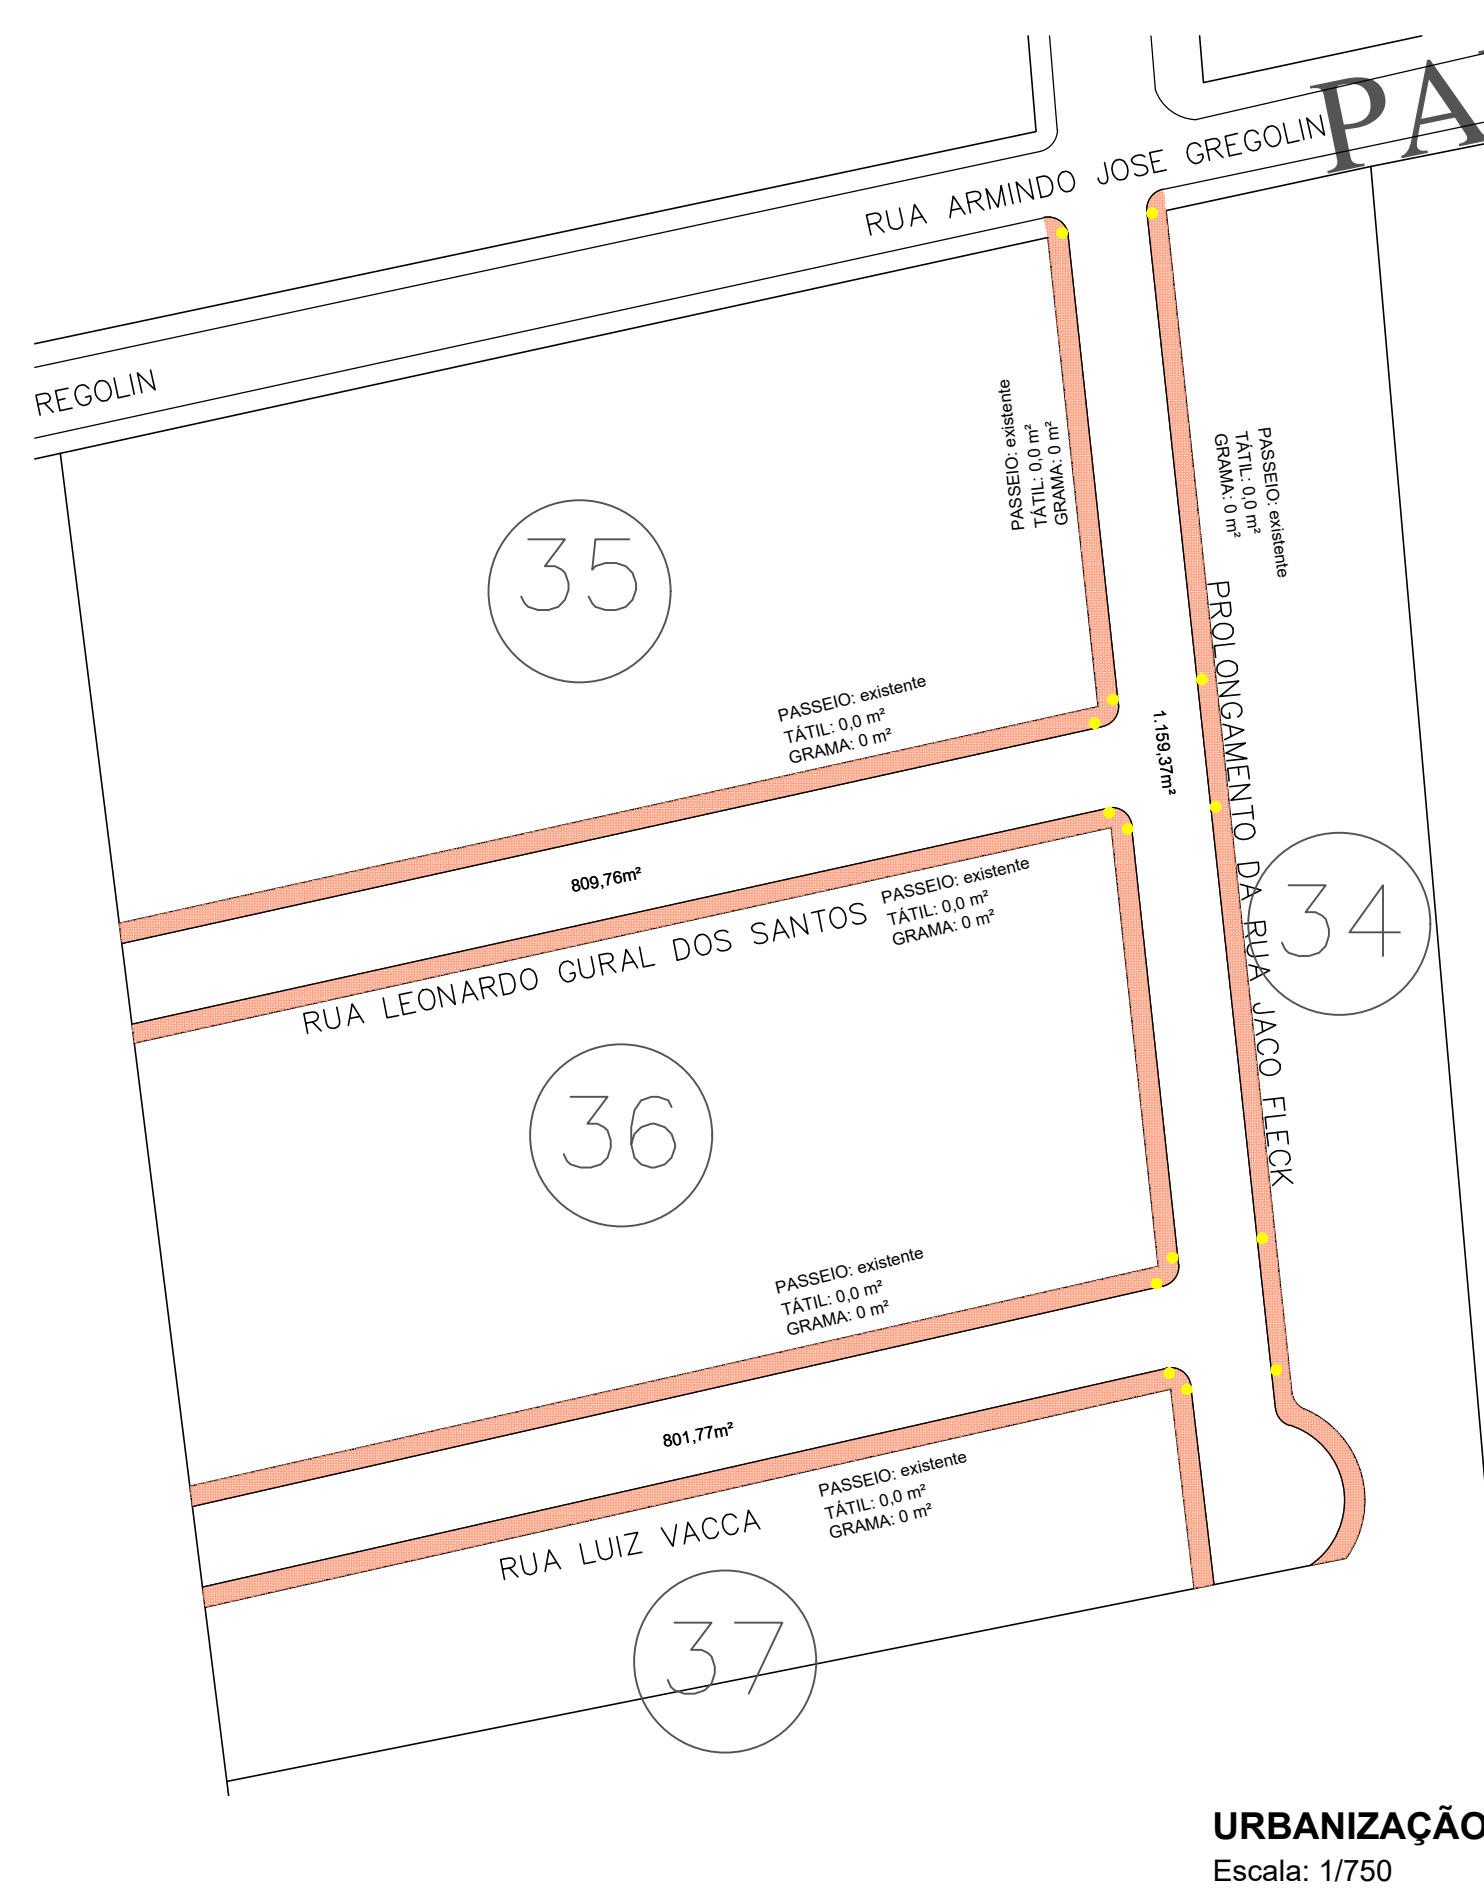 PA
RUA ARMINDO JOSE GREGOLIN
REGOLIN
PASSEIO: existente
TÁTIL: 0,0 m²
GRAMA: 0 m²
PASSEIO: existente
TÁTIL: 0,0 m²
GRAMA: 0 m²
35
PROLONGAMENTO DA RUA JACO FLECK
PASSEIO: existente
TÁTIL: 0,0 m²
GRAMA: 0 m²
1.159,37m²
809,76m²
34
PASSEIO: existente
TÁTIL: 0,0 m²
GRAMA: 0 m²
RUA LEONARDO GURAL DOS SANTOS
36
PASSEIO: existente
TÁTIL: 0,0 m²
GRAMA: 0 m²
801,77m²
PASSEIO: existente
TÁTIL: 0,0 m²
GRAMA: 0 m²
RUA LUIZ VACCA
37
URBANIZAÇÃO
Escala: 1/750